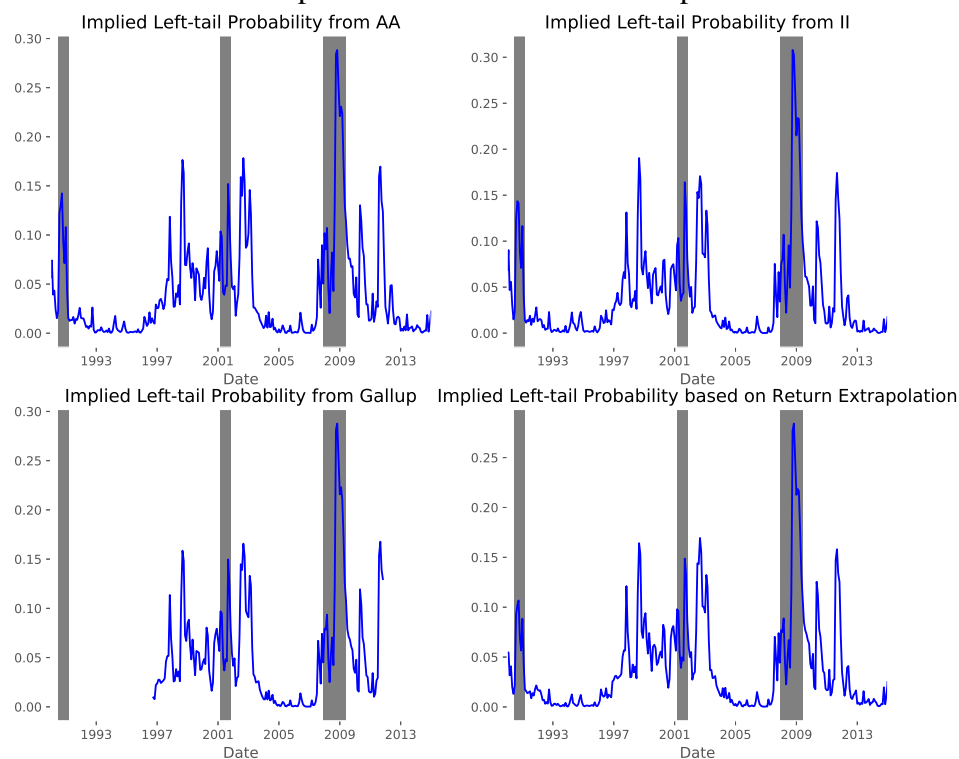 Implied Left-tail Probability from AA
0.30
0.25
0.20
0.15
0.10
0.05
0.00
1993 1997 2001 2005 2009 2013
Date
Implied Left-tail Probability from II
0.30
0.25
0.20
0.15
0.10
0.05
0.00
1993 1997 2001 2005 2009 2013
Date
Implied Left-tail Probability from Gallup
0.30
0.25
0.20
0.15
0.10
0.05
0.00
1993 1997 2001 2005 2009 2013
Date
Implied Left-tail Probability based on Return Extrapolation
0.25
0.20
0.15
0.10
0.05
0.00
1993 1997 2001 2005 2009 2013
Date